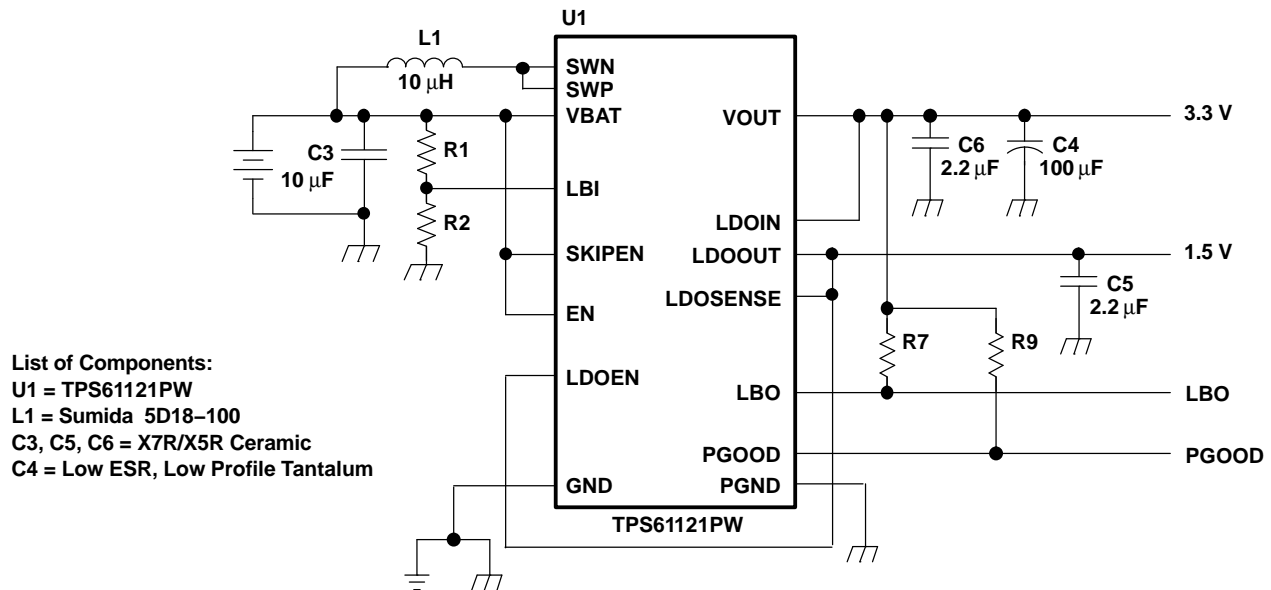 U1
L1
10 μH
SWN
SWP
VBAT
VOUT
3.3 V
C3
10 μF
R1
C6
2.2 μF
C4
100 μF
LBI
R2
LDOIN
SKIPEN
LDOOUT
1.5 V
LDOSENSE
C5
2.2 μF
EN
R7
R9
List of Components:
U1 = TPS61121PW
L1 = Sumida 5D18–100
C3, C5, C6 = X7R/X5R Ceramic
C4 = Low ESR, Low Profile Tantalum
LDOEN
LBO
LBO
PGOOD
PGOOD
GND
PGND
TPS61121PW